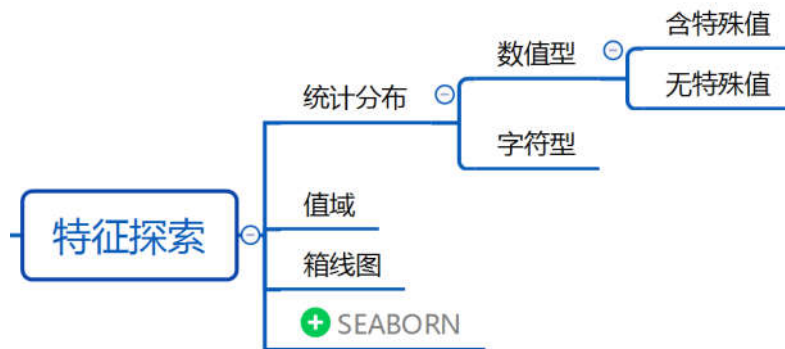 含特殊值
数值型
无特殊值
统计分布
字符型
值域
特征探索
箱线图
SEABORN